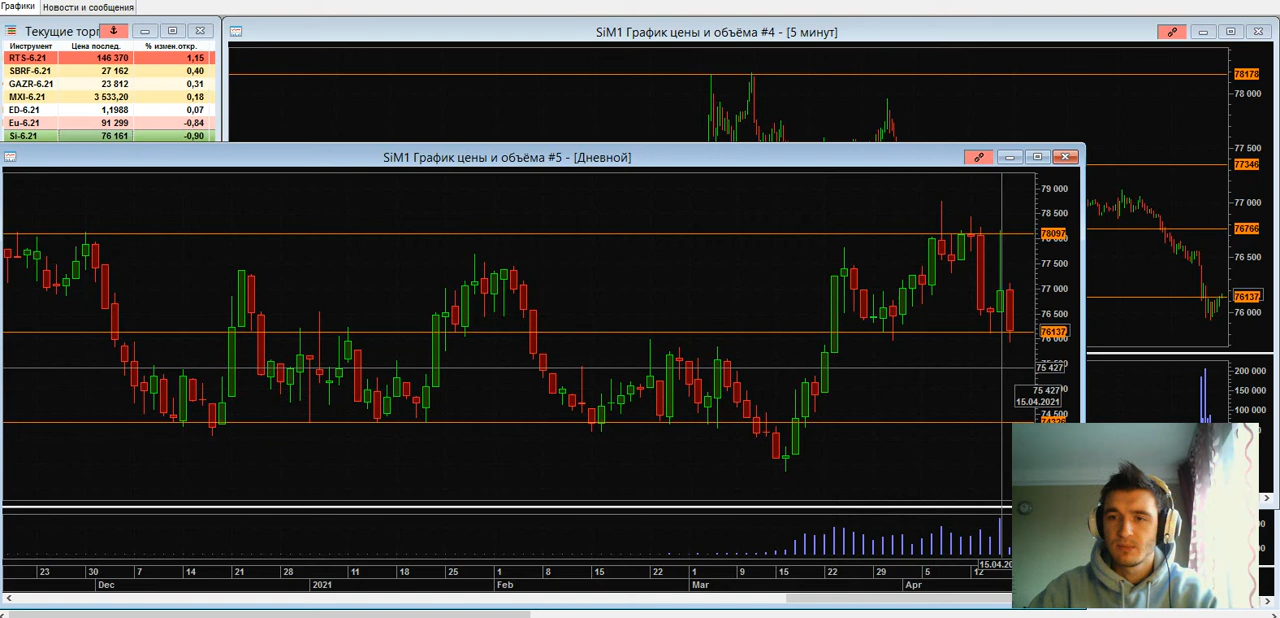 Графики Новости и сообщения
Текущие торг
SiM1 График цены и объёма #4 - [5 минут]
Инструмент Цена послед. % измен.откр.
RTS-6.21 146 370 1,15
SBRF-6.21 27 162 0,40
GAZR-6.21 23 812 0,31
MXI-6.21 3 533,20 0,18
ED-6.21 1,1988 0,07
Eu-6.21 91 299 -0,84
Si-6.21 76 161 -0,90
78178
78 000
77 500
77346
77 000
76766
76 500
76137
76 000
200 000
150 000
100 000
SiM1 График цены и объёма #5 - [Дневной]
79 000
78 500
78097
77 500
77 000
76 500
76137
76 000
75 427
75 427
15.04.2021
74 500
15.04.20
23 30 7 14 21 28 11 18 25 1 8 15 22 1 9 15 22 29 5 12
Dec 2021 Feb Mar Apr